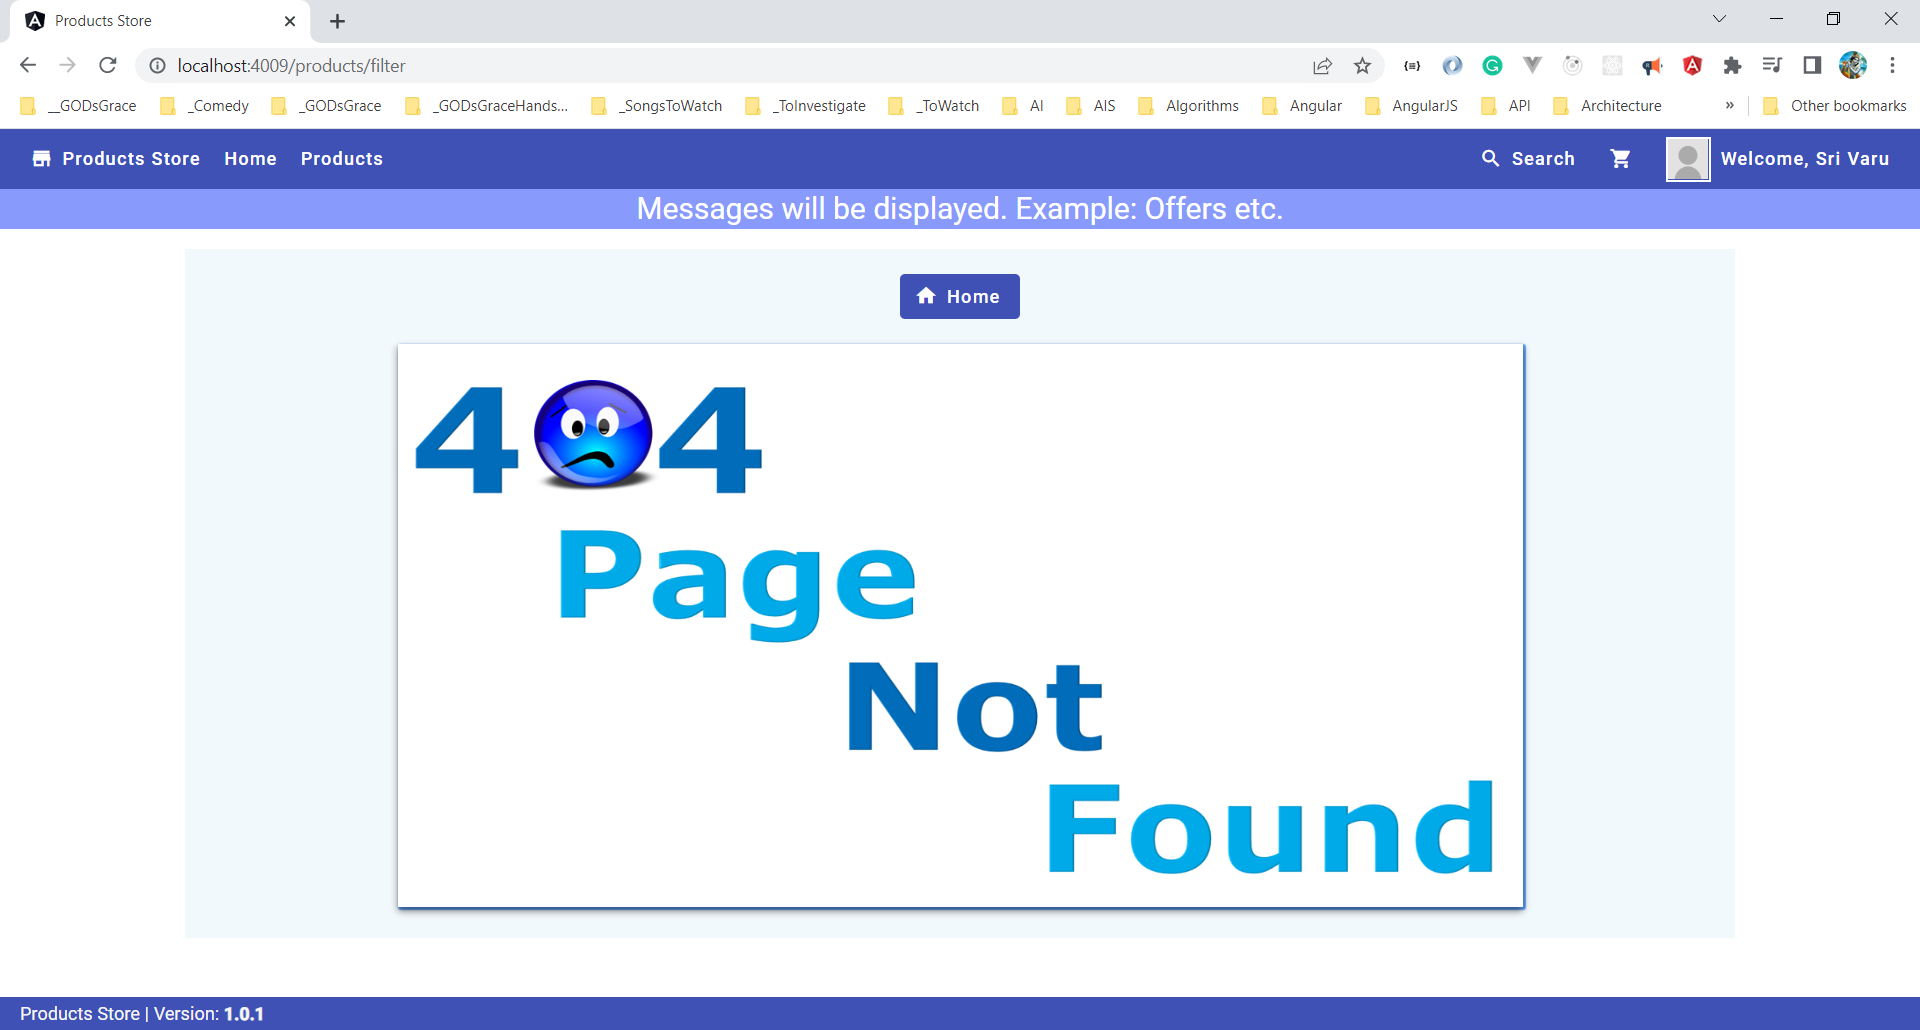 Products Store
localhost:4009/products/filter
__GODsGrace _Comedy _GODsGrace _GODsGraceHands... _SongsToWatch _ToInvestigate _ToWatch AI AIS Algorithms Angular AngularJS API Architecture » Other bookmarks
Products Store Home Products Search Welcome, Sri Varu
Messages will be displayed. Example: Offers etc.
Home
4 4
Page
Not
Found
Products Store | Version: 1.0.1